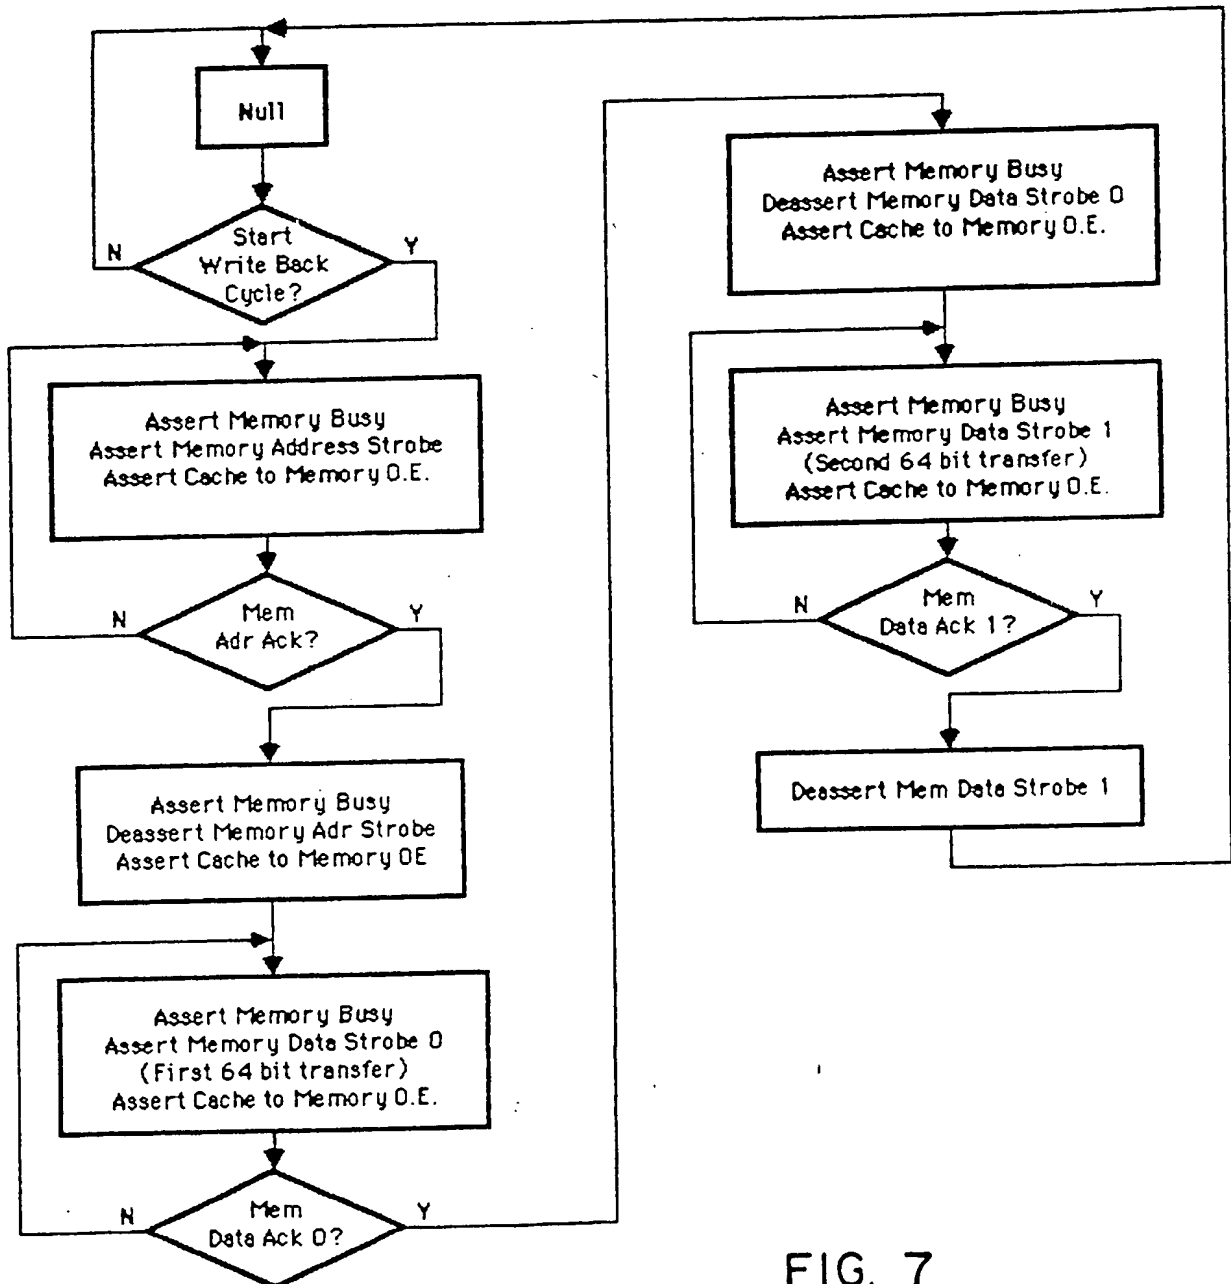 Null
Start
Write Back
Cycle?
N
Y
Assert Memory Busy
Assert Memory Address Strobe
Assert Cache to Memory O.E.
Mem
Adr Ack?
N
Y
Assert Memory Busy
Deassert Memory Adr Strobe
Assert Cache to Memory OE
Assert Memory Busy
Assert Memory Data Strobe 0
(First 64 bit transfer)
Assert Cache to Memory O.E.
Mem
Data Ack 0?
N
Y
Assert Memory Busy
Deassert Memory Data Strobe 0
Assert Cache to Memory O.E.
Assert Memory Busy
Assert Memory Data Strobe 1
(Second 64 bit transfer)
Assert Cache to Memory O.E.
Mem
Data Ack 1?
N
Y
Deassert Mem Data Strobe 1
FIG. 7